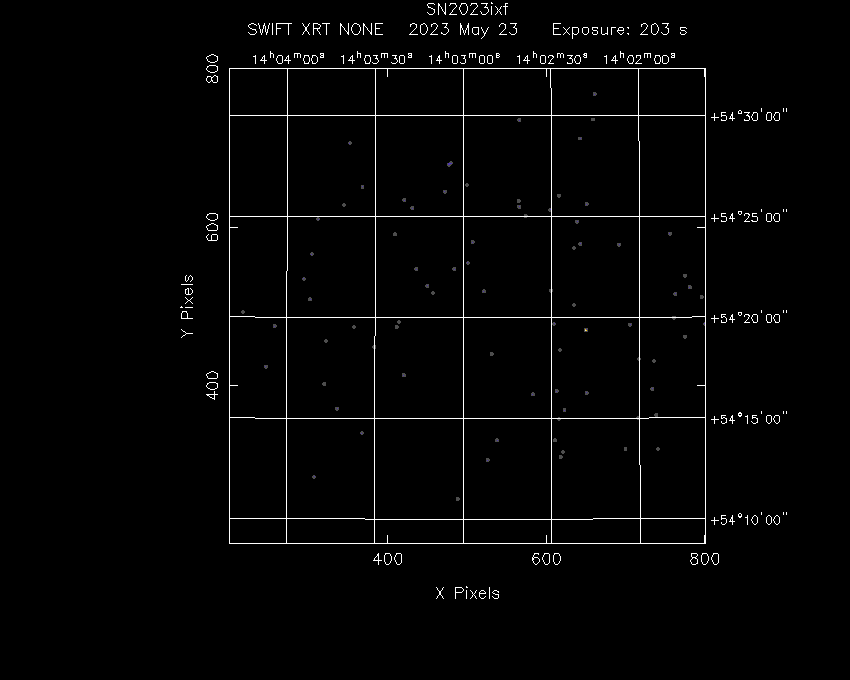 SN2023ixf
SWIFT XRT NONE 2023 May 23 Exposure: 203 s
14ʰ04ᵐ00ˢ 14ʰ03ᵐ30ˢ 14ʰ03ᵐ00ˢ 14ʰ02ᵐ30ˢ 14ʰ02ᵐ00ˢ
800
+54°30'00"
+54°25'00"
600
Y Pixels
+54°20'00"
400
+54°15'00"
+54°10'00"
400 600 800
X Pixels